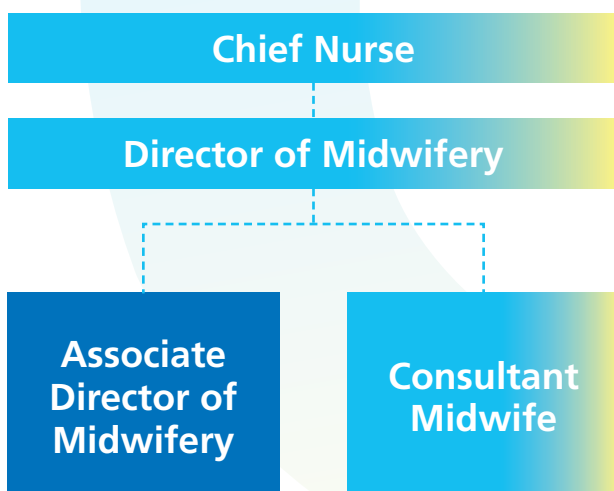 Chief Nurse
Director of Midwifery
Associate
Director of
Midwifery
Consultant
Midwife